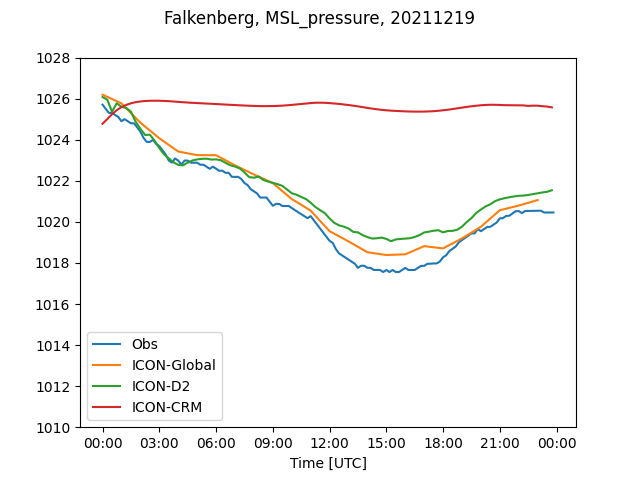 Falkenberg, MSL_pressure, 20211219
1028
1026
1024
1022
1020
1018
1016
1014
1012
1010
Obs
ICON-Global
ICON-D2
ICON-CRM
00:00 03:00 06:00 09:00 12:00 15:00 18:00 21:00 00:00
Time [UTC]